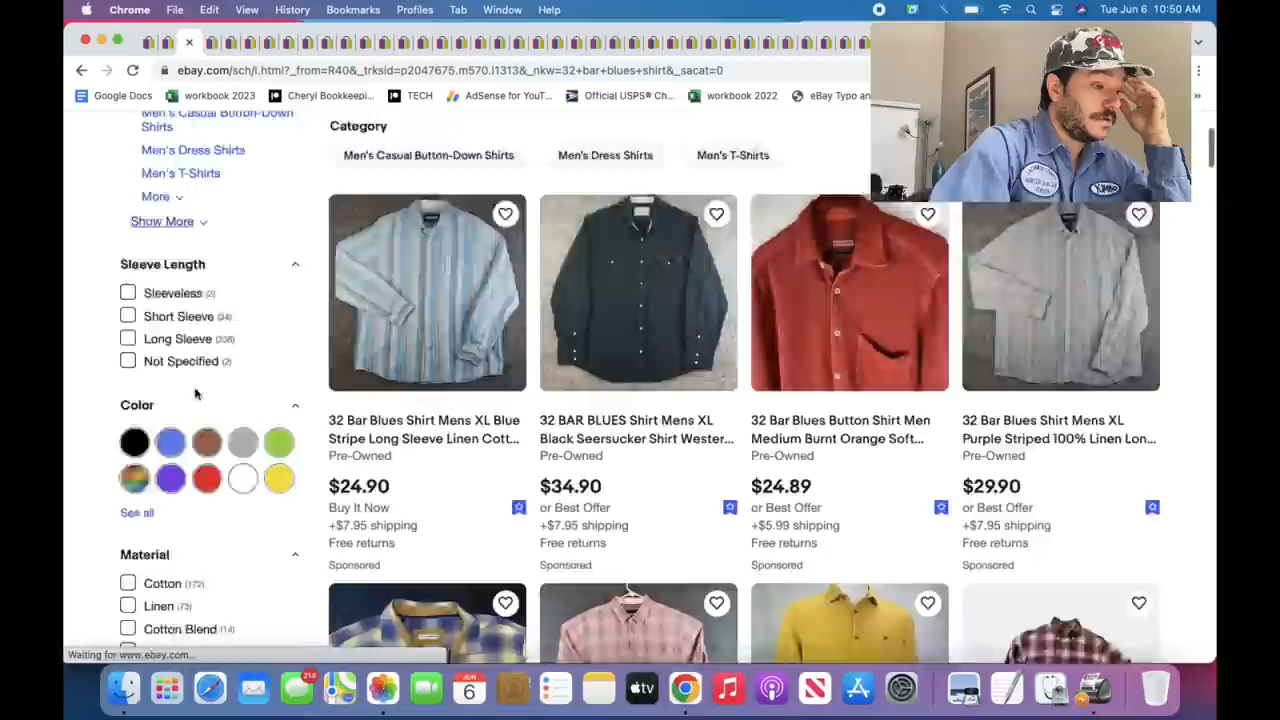 Chrome File Edit View History Bookmarks Profiles Tab Window Help Tue Jun 6 10:50 AM
ebay.com/sch/i.html?_from=R40&_trksid=p2047675.m570.l1313&_nkw=32+bar+blues+shirt&_sacat=0
Google Docs workbook 2023 Cheryl Bookkeepi... TECH AdSense for YouT... Official USPS® Ch... workbook 2022 eBay Typo an
Men's Casual Button-Down
Shirts
Men's Dress Shirts
Men's T-Shirts
More
Show More
Sleeve Length
Sleeveless (2)
Short Sleeve (34)
Long Sleeve (338)
Not Specified (2)
Color
See all
Material
Cotton (172)
Linen (73)
Cotton Blend (14)
Waiting for www.ebay.com...
Category
Men's Casual Button-Down Shirts Men's Dress Shirts Men's T-Shirts
32 Bar Blues Shirt Mens XL Blue
Stripe Long Sleeve Linen Cott...
Pre-Owned
$24.90
Buy It Now
+$7.95 shipping
Free returns
Sponsored
32 BAR BLUES Shirt Mens XL
Black Seersucker Shirt Wester...
Pre-Owned
$34.90
or Best Offer
+$7.95 shipping
Free returns
Sponsored
32 Bar Blues Button Shirt Men
Medium Burnt Orange Soft...
Pre-Owned
$24.89
or Best Offer
+$5.99 shipping
Free returns
Sponsored
32 Bar Blues Shirt Mens XL
Purple Striped 100% Linen Lon...
Pre-Owned
$29.90
or Best Offer
+$7.95 shipping
Free returns
Sponsored
214
JUN
6
tv